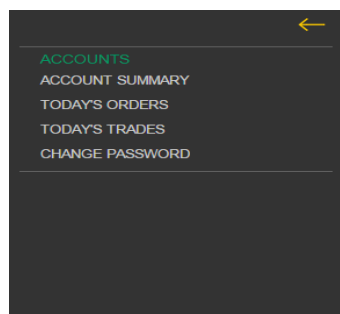 ACCOUNTS
ACCOUNT SUMMARY
TODAY'S ORDERS
TODAY'S TRADES
CHANGE PASSWORD